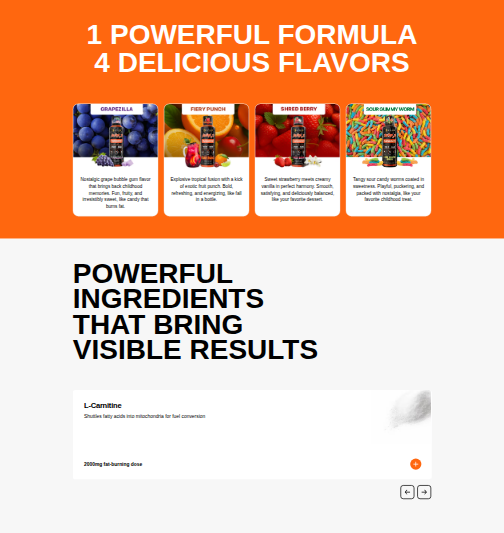 1 POWERFUL FORMULA
4 DELICIOUS FLAVORS
GRAPEZILLA
FIERY PUNCH
SHRED BERRY
SOUR GUMMY WORM
Nostalgic grape bubble gum flavor
that brings back childhood
memories. Fun, fruity, and
irresistibly sweet, like candy that
burns fat.
Explosive tropical fusion with a kick
of exotic fruit punch. Bold,
refreshing, and energizing, like fall
in a bottle.
Sweet strawberry meets creamy
vanilla in perfect harmony. Smooth,
satisfying, and deliciously balanced,
like your favorite dessert.
Tangy sour candy worms coated in
sweetness. Playful, puckering, and
packed with nostalgia, like your
favorite childhood treat.
POWERFUL
INGREDIENTS
THAT BRING
VISIBLE RESULTS
L-Carnitine
Shuttles fatty acids into mitochondria for fuel conversion
2000mg fat-burning dose